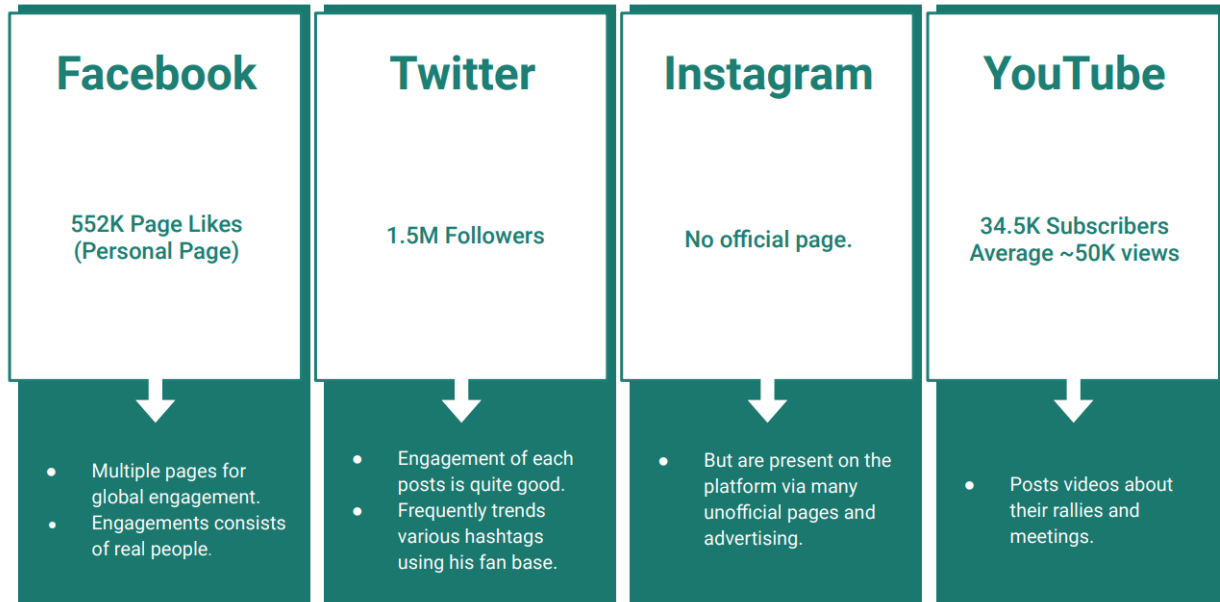 Facebook
552K Page Likes
(Personal Page)
● Multiple pages for
global engagement.
● Engagements consists
of real people.
Twitter
1.5M Followers
● Engagement of each
posts is quite good.
● Frequently trends
various hashtags
using his fan base.
Instagram
No official page.
● But are present on the
platform via many
unofficial pages and
advertising.
YouTube
34.5K Subscribers
Average ~50K views
● Posts videos about
their rallies and
meetings.